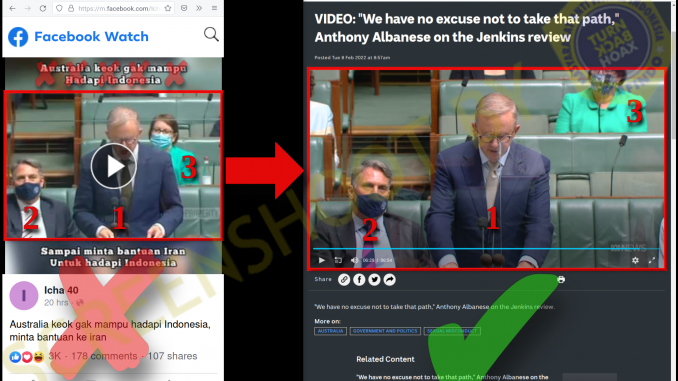 https://m.facebook.com
Facebook Watch
Australia keok gak mampu
Hadapi Indonesia
3
2
1
Sampai minta bantuan Iran
Untuk hadapi Indonesia
I
Icha 40
20 hrs ·
Australia keok gak mampu hadapi Indonesia,
minta bantuan ke iran
3K · 178 comments · 107 shares
VIDEO: "We have no excuse not to take that path,"
Anthony Albanese on the Jenkins review
Posted Tue 8 Feb 2022 at 8:57am
TURN
BACK
HOAX
3
2
1
NEWS
Share
"We have no excuse not to take that path," Anthony Albanese on the Jenkins review.
More on:
AUSTRALIA
GOVERNMENT AND POLITICS
SEXUAL MISCONDUCT
Related Content
"We have no excuse not to take that path," Anthony Albanese on the
SCREENSHOT